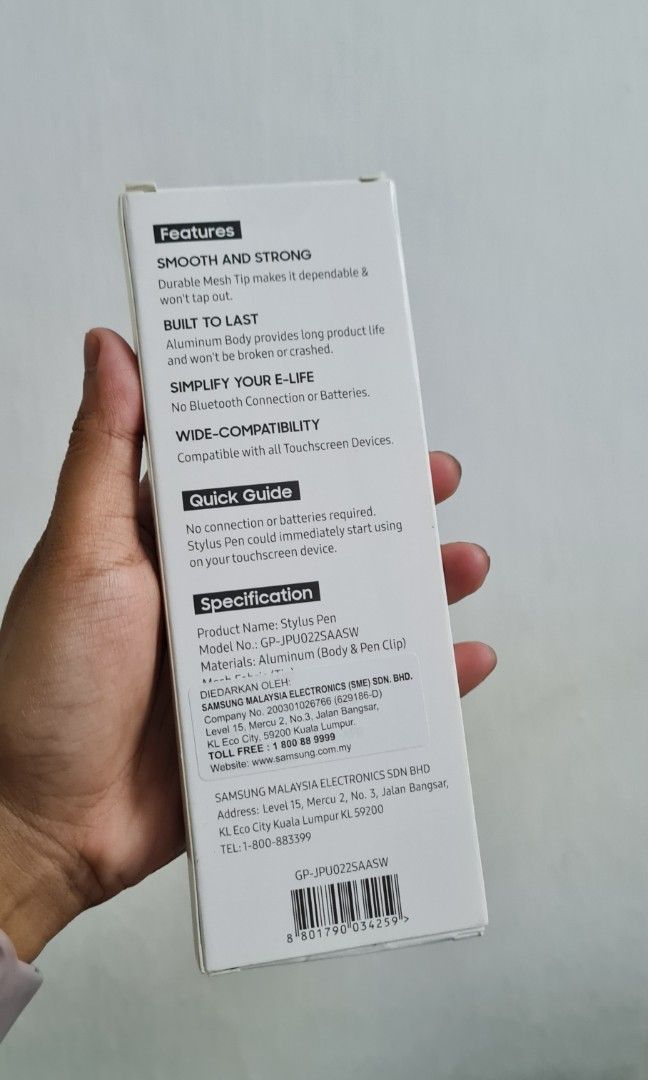 Features
SMOOTH AND STRONG
Durable Mesh Tip makes it dependable &
won't tap out.
BUILT TO LAST
Aluminum Body provides long product life
and won't be broken or crashed.
SIMPLIFY YOUR E-LIFE
No Bluetooth Connection or Batteries.
WIDE-COMPATIBILITY
Compatible with all Touchscreen Devices.
Quick Guide
No connection or batteries required.
Stylus Pen could immediately start using
on your touchscreen device.
Specification
Product Name: Stylus Pen
Model No.: GP-JPU022SAASW
Materials: Aluminum (Body & Pen Clip)
DIEDARKAN OLEH:
SAMSUNG MALAYSIA ELECTRONICS (SME) SDN. BHD.
Company No. 200301026766 (629186-D)
Level 15, Mercu 2, No.3, Jalan Bangsar,
KL Eco City, 59200 Kuala Lumpur.
TOLL FREE : 1 800 88 9999
Website: www.samsung.com.my
SAMSUNG MALAYSIA ELECTRONICS SDN BHD
Address: Level 15, Mercu 2, No. 3, Jalan Bangsar,
KL Eco City Kuala Lumpur KL 59200
TEL: 1-800-883399
GP-JPU022SAASW
8 801790 034259 >